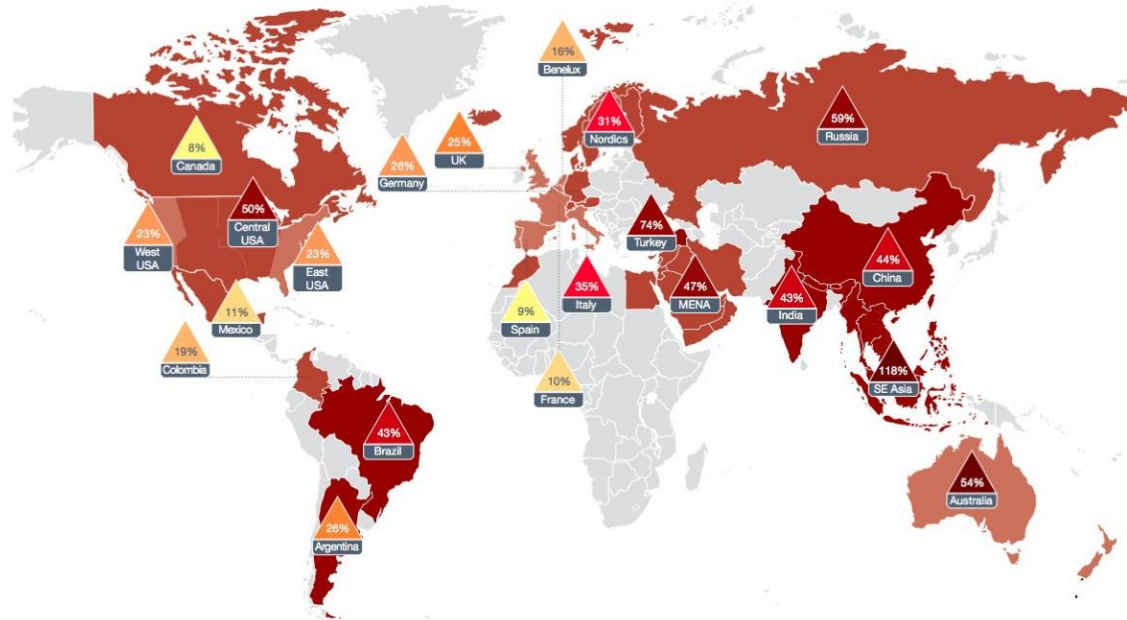 16%
Benelux
8%
Canada
25%
UK
26%
Germany
31%
Nordics
59%
Russia
50%
Central
USA
23%
West
USA
23%
East
USA
74%
Turkey
44%
China
11%
Mexico
9%
Spain
35%
Italy
47%
MENA
43%
India
19%
Colombia
10%
France
118%
SE Asia
43%
Brazil
54%
Australia
26%
Argentina